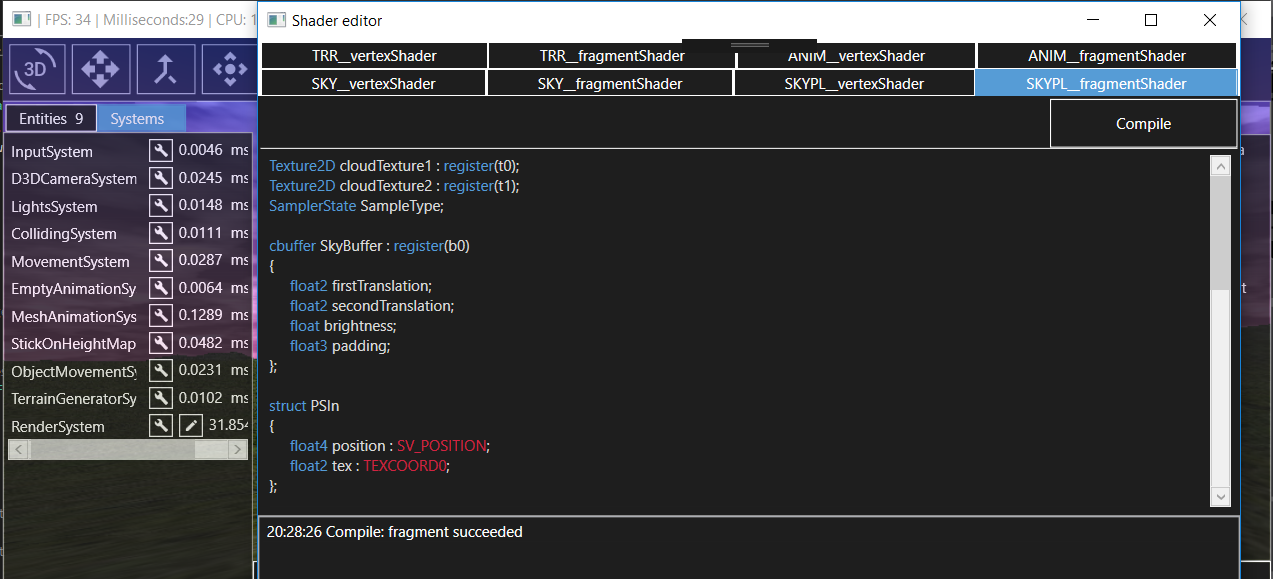 | FPS: 34 | Milliseconds:29 | CPU: 1
Shader editor
3D
TRR__vertexShader
TRR__fragmentShader
ANIM__vertexShader
ANIM__fragmentShader
SKY__vertexShader
SKY__fragmentShader
SKYPL__vertexShader
SKYPL__fragmentShader
Compile
Entities 9
Systems
InputSystem 0.0046 ms
D3DCameraSystem 0.0245 ms
LightsSystem 0.0148 ms
CollidingSystem 0.0111 ms
MovementSystem 0.0287 ms
EmptyAnimationSy 0.0064 ms
MeshAnimationSys 0.1289 ms
StickOnHeightMap 0.0482 ms
ObjectMovementSy 0.0231 ms
TerrainGeneratorSy 0.0102 ms
RenderSystem 31.854
Texture2D cloudTexture1 : register(t0);
Texture2D cloudTexture2 : register(t1);
SamplerState SampleType;
cbuffer SkyBuffer : register(b0)
{
float2 firstTranslation;
float2 secondTranslation;
float brightness;
float3 padding;
};
struct PSIn
{
float4 position : SV_POSITION;
float2 tex : TEXCOORD0;
};
20:28:26 Compile: fragment succeeded